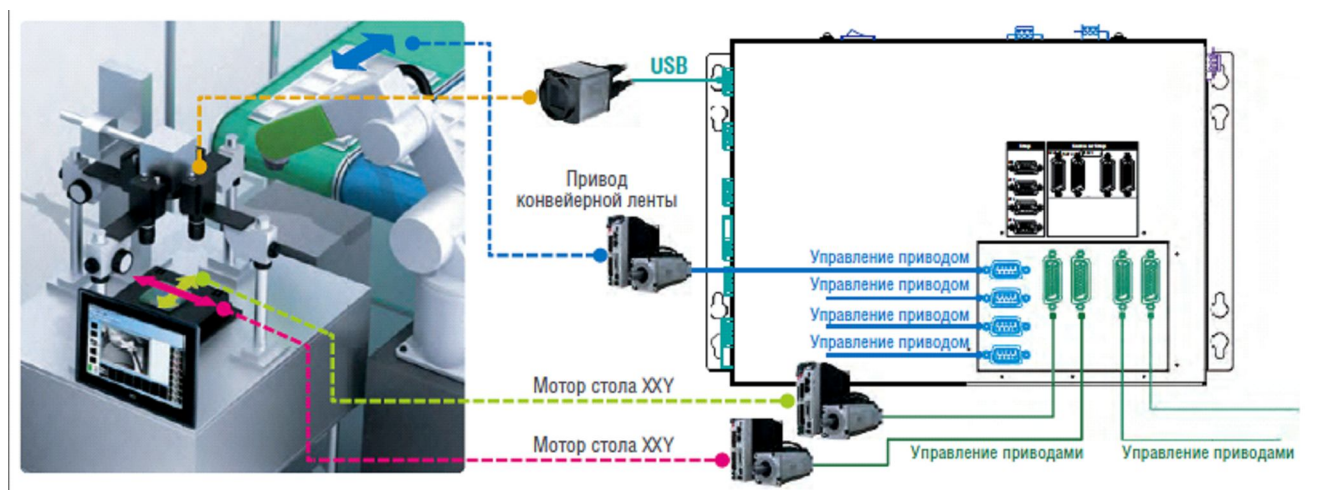 USB
Привод
конвейерной ленты
Управление приводом
Управление приводом
Управление приводом
Управление приводом
Мотор стола XXY
Мотор стола XXY
Управление приводами
Управление приводами